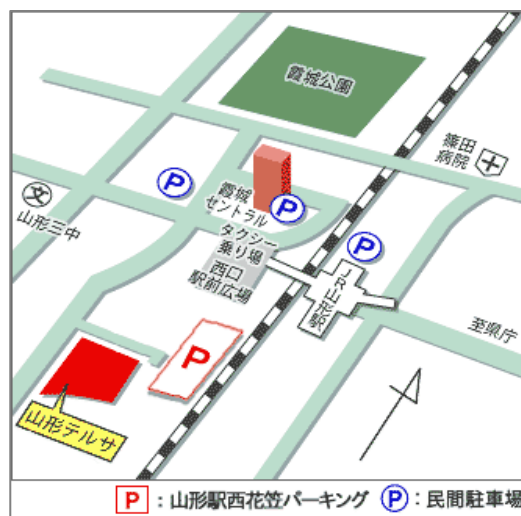 霞城公園
篠田
病院
P
文
山形三中
霞城
セントラル
P
タクシー
乗り場
西口
駅前広場
P
JR山形駅
至県庁
P
山形テルサ
P:山形駅西花笠パーキング P:民間駐車場